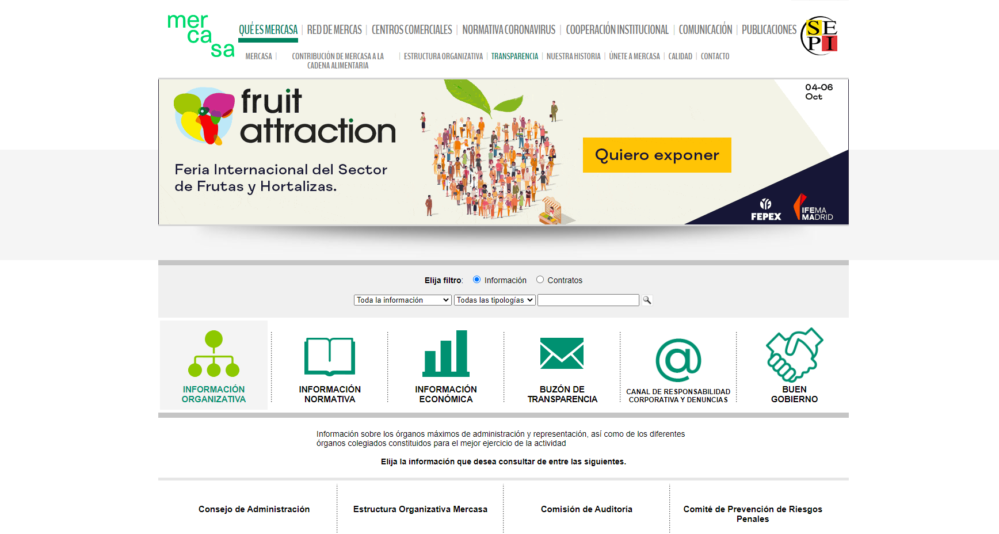 mer
ca
sa
QUÉ ES MERCASA | RED DE MERCAS | CENTROS COMERCIALES | NORMATIVA CORONAVIRUS | COOPERACIÓN INSTITUCIONAL | COMUNICACIÓN | PUBLICACIONES
SE
PI
MERCASA | CONTRIBUCIÓN DE MERCASA A LA | ESTRUCTURA ORGANIZATIVA | TRANSPARENCIA | NUESTRA HISTORIA | ÚNETE A MERCASA | CALIDAD | CONTACTO
CADENA ALIMENTARIA
fruit
attraction
Feria Internacional del Sector
de Frutas y Hortalizas.
Quiero exponer
04-06
Oct
FEPEX
IFEMA
MADRID
Elija filtro: Información Contratos
Toda la información Todas las tipologías
INFORMACIÓN
ORGANIZATIVA
INFORMACIÓN
NORMATIVA
INFORMACIÓN
ECONÓMICA
BUZÓN DE
TRANSPARENCIA
CANAL DE RESPONSABILIDAD
CORPORATIVA Y DENUNCIAS
BUEN
GOBIERNO
Información sobre los órganos máximos de administración y representación, así como de los diferentes
órganos colegiados constituidos para el mejor ejercicio de la actividad
Elija la información que desea consultar de entre las siguientes.
Consejo de Administración
Estructura Organizativa Mercasa
Comisión de Auditoría
Comité de Prevención de Riesgos
Penales